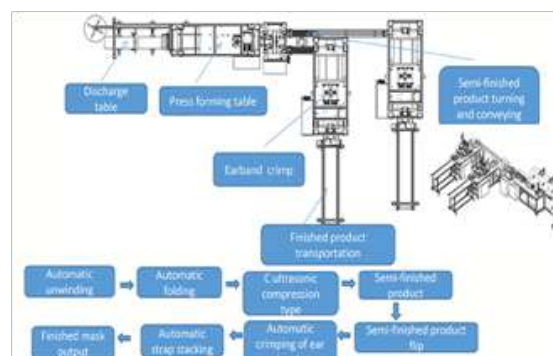 Discharge
table
Press forming table
Semi-finished
product turning
and conveying
Earband crimp
Finished product
transportation
Automatic
unwinding
Automatic
folding
C ultrasonic
compression
type
Semi-finished
product
Semi-finished product
flip
Automatic
crimping of ear
Automatic
strap stacking
Finished mask
output